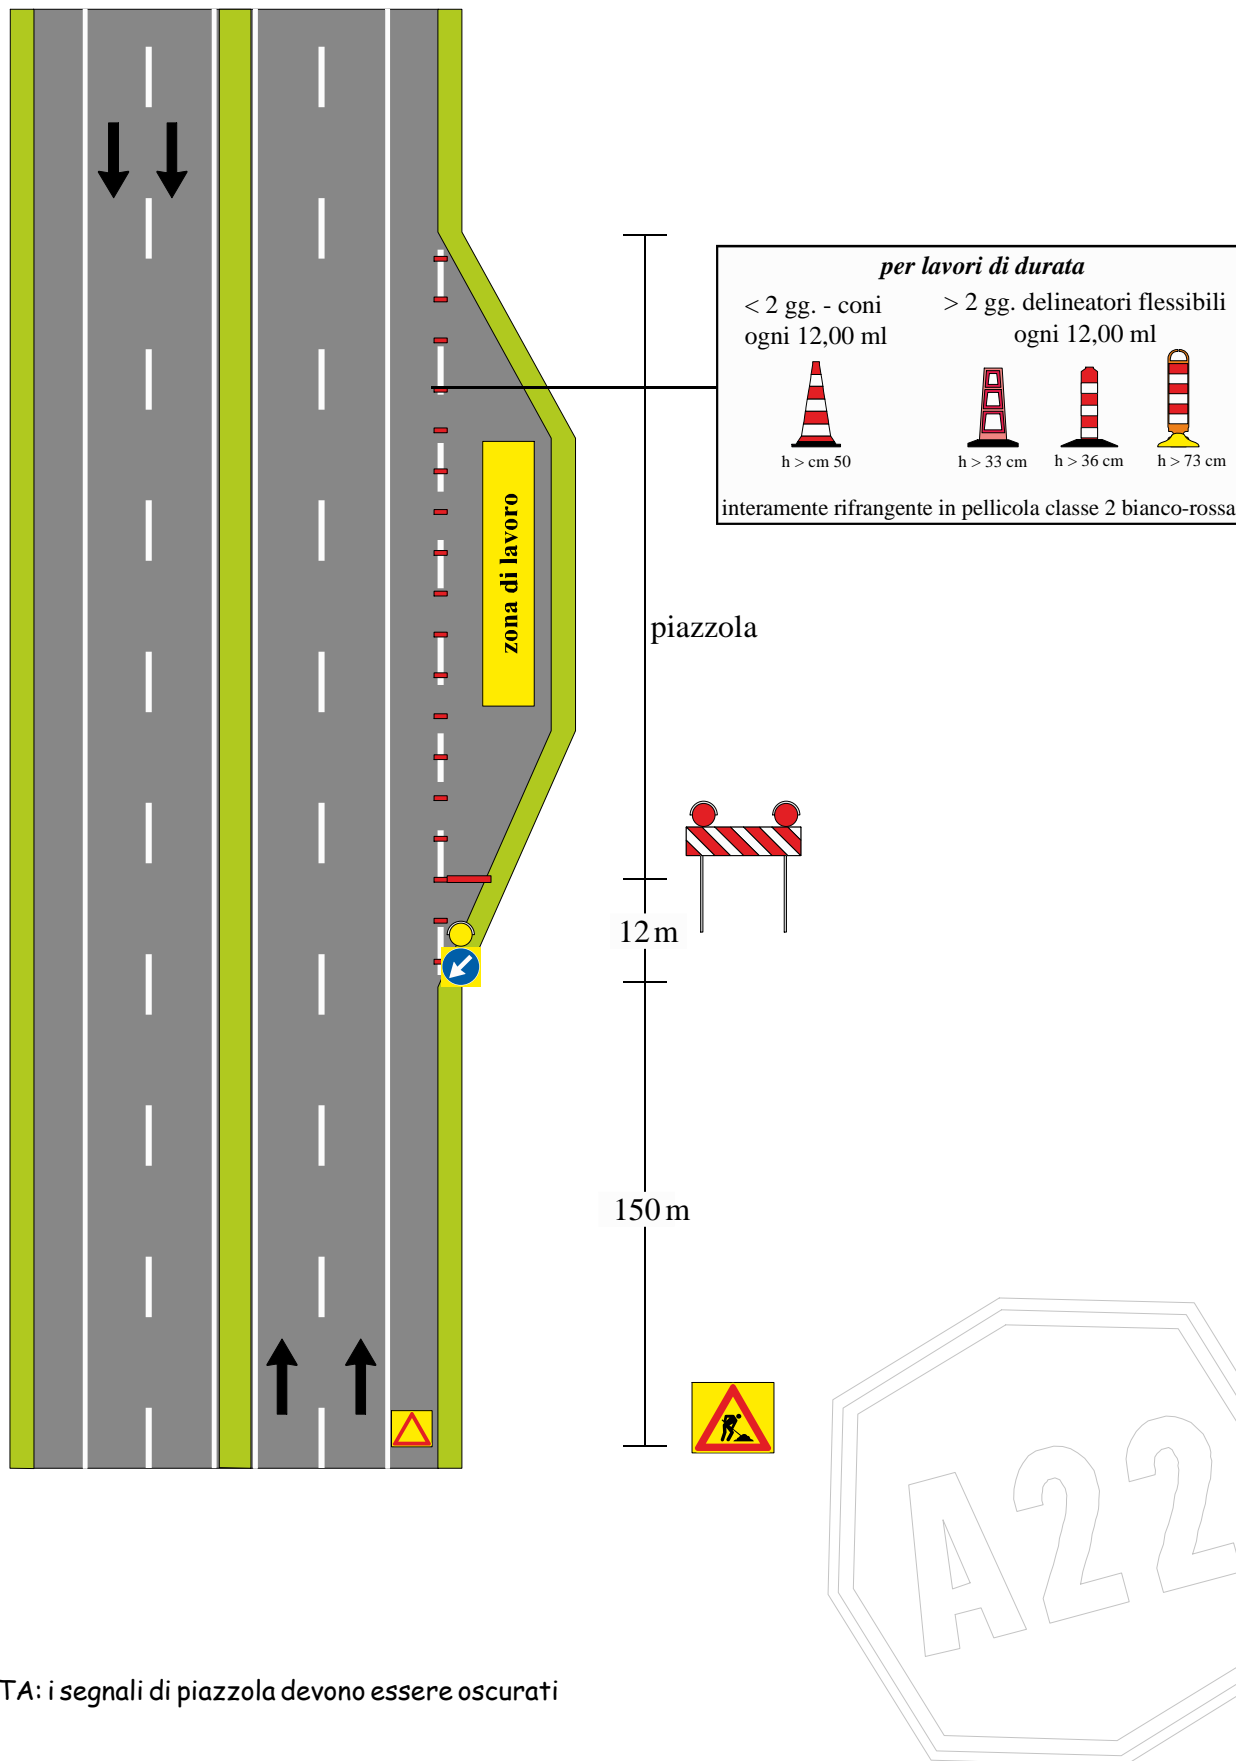 per lavori di durata
< 2 gg. - coni
ogni 12,00 ml
> 2 gg. delineatori flessibili
ogni 12,00 ml
h > cm 50
h > 33 cm
h > 36 cm
h > 73 cm
interamente rifrangente in pellicola classe 2 bianco-rossa
zona di lavoro
piazzola
12 m
150 m
A22
TA: i segnali di piazzola devono essere oscurati